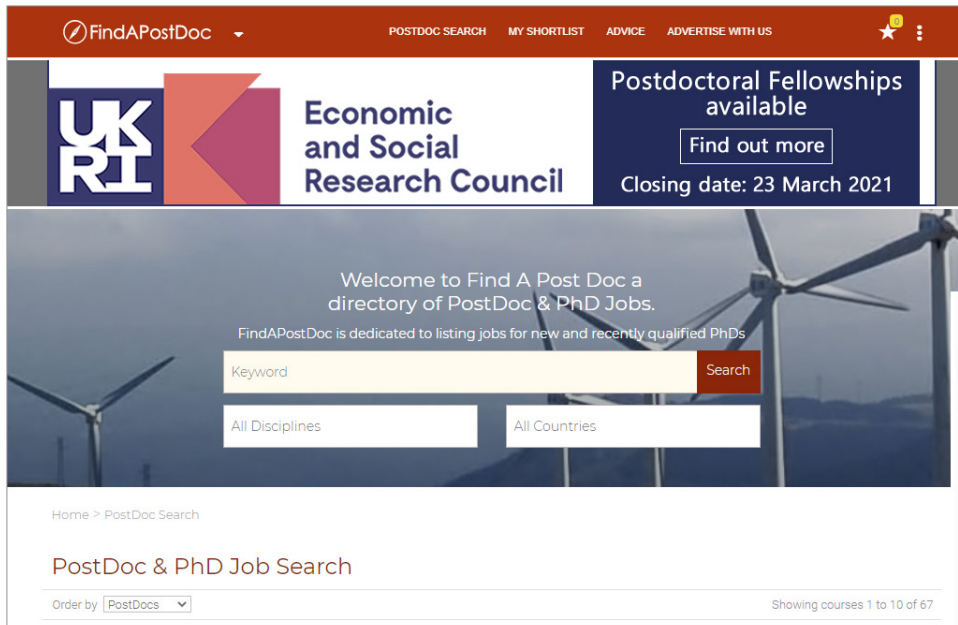 FindAPostDoc
POSTDOC SEARCH MY SHORTLIST ADVICE ADVERTISE WITH US
0
UK
RI
Economic
and Social
Research Council
Postdoctoral Fellowships
available
Find out more
Closing date: 23 March 2021
Welcome to Find A Post Doc a
directory of PostDoc & PhD Jobs.
FindAPostDoc is dedicated to listing jobs for new and recently qualified PhDs
Keyword Search
All Disciplines All Countries
Home > PostDoc Search
PostDoc & PhD Job Search
Order by PostDocs Showing courses 1 to 10 of 67